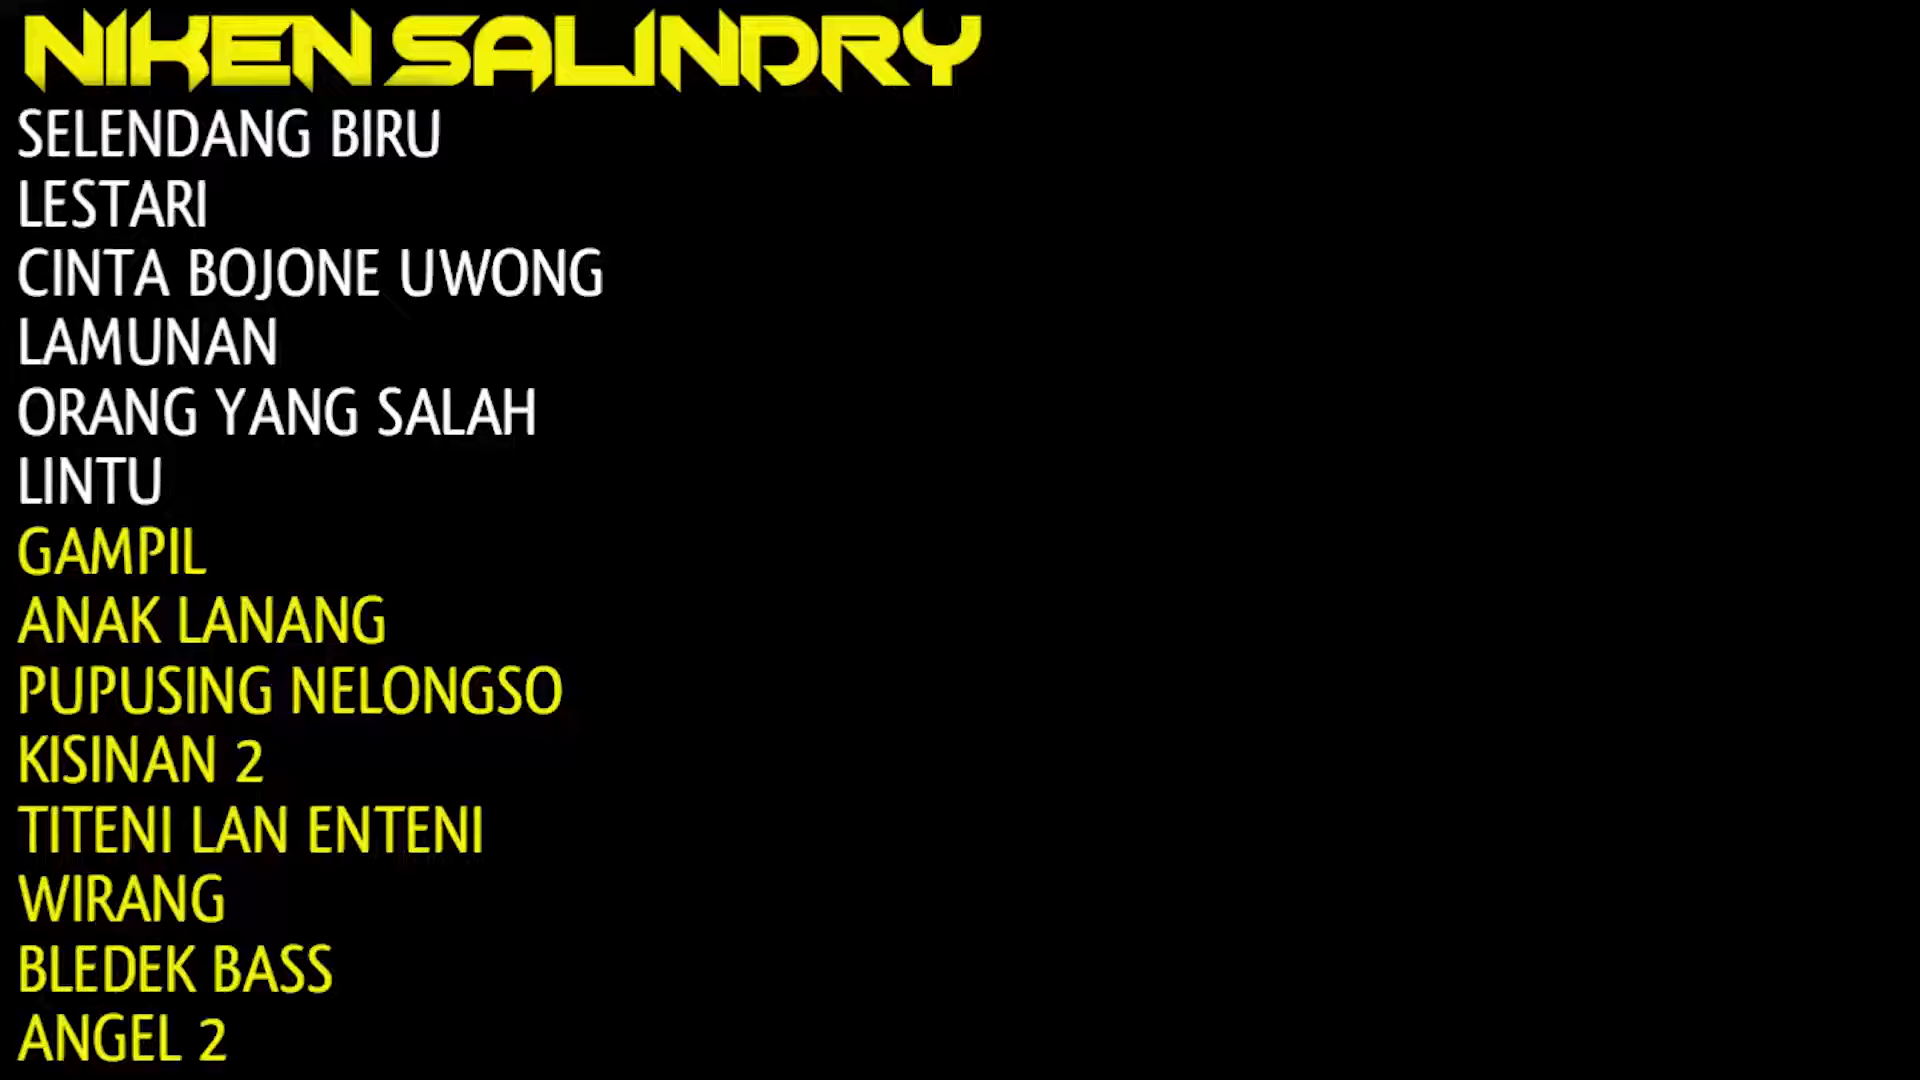 NIKEN SALINDRY
SELENDANG BIRU
LESTARI
CINTA BOJONE UWONG
LAMUNAN
ORANG YANG SALAH
LINTU
GAMPIL
ANAK LANANG
PUPUSING NELONGSO
KISINAN 2
TITENI LAN ENTENI
WIRANG
BLEDEK BASS
ANGEL 2